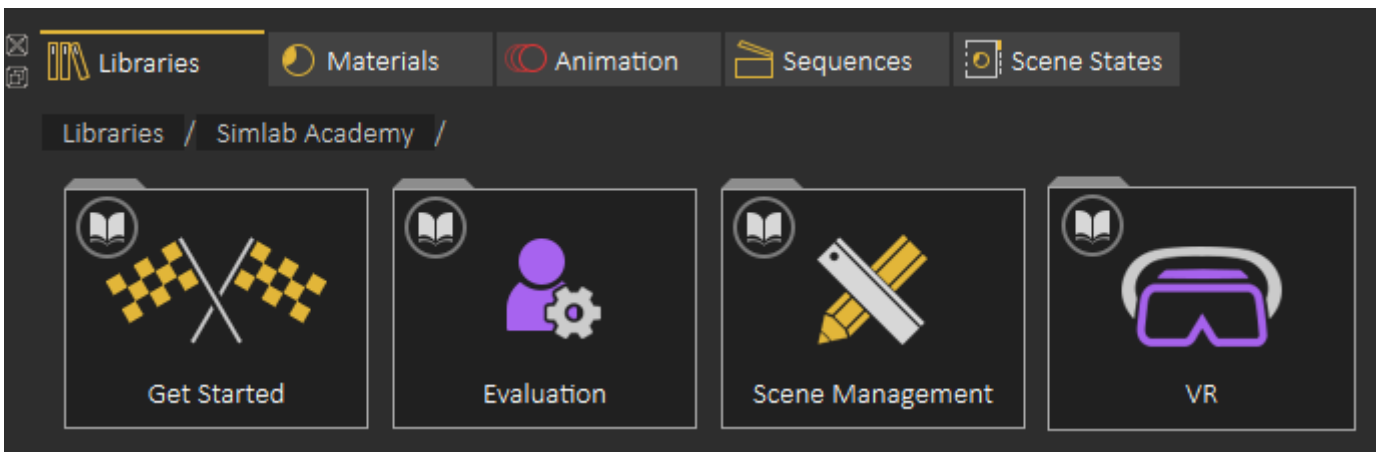 Libraries Materials Animation Sequences Scene States
Libraries / Simlab Academy /
Get Started Evaluation Scene Management VR